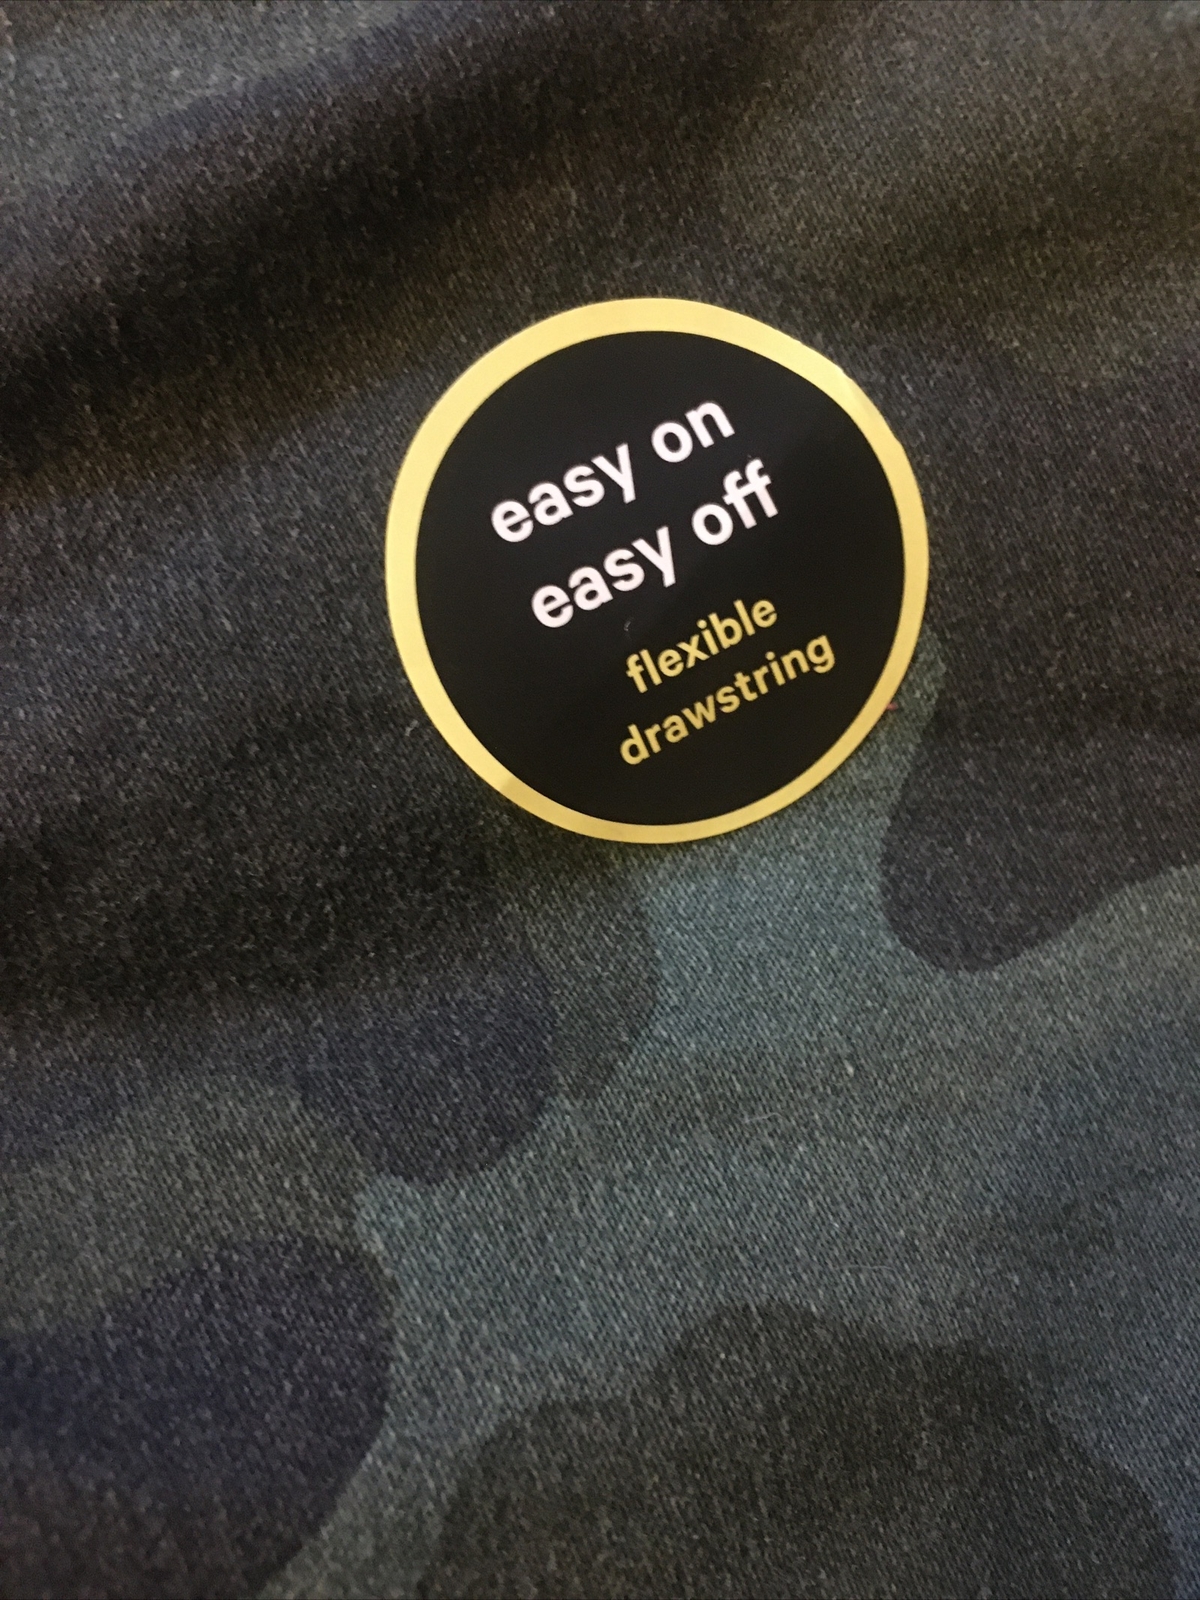 easy on
easy off
flexible
drawstring